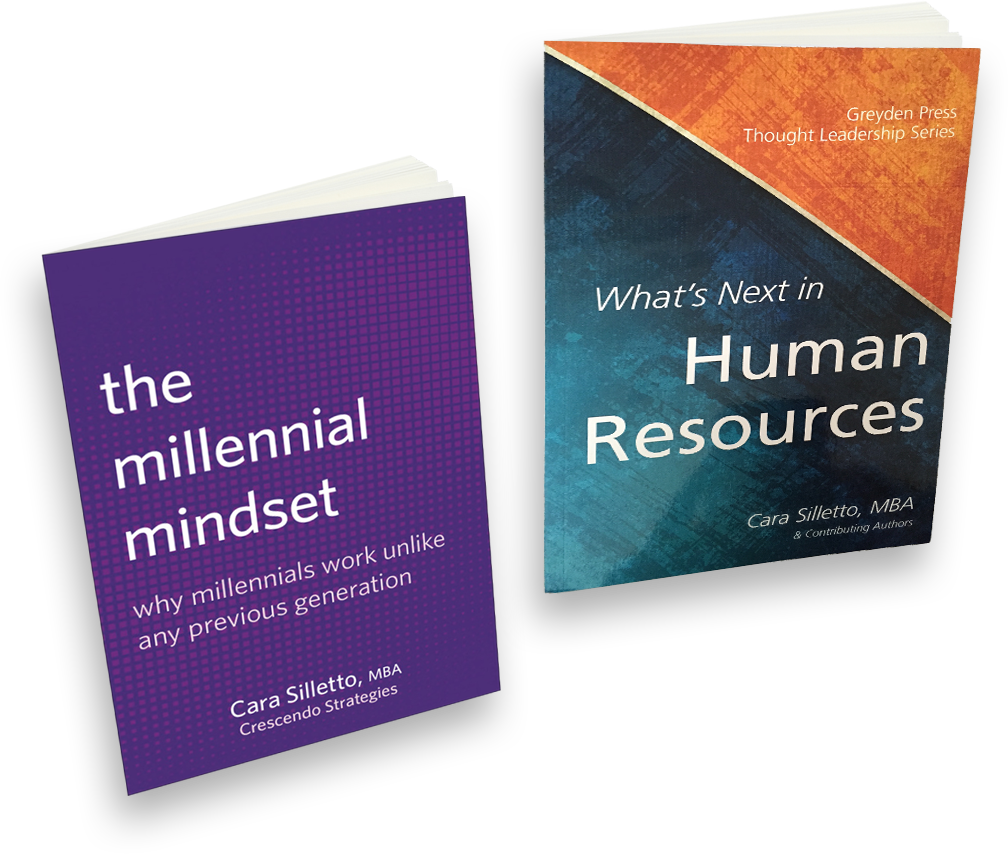 the
millennial
mindset
why millennials work unlike
any previous generation
Cara Silletto, MBA
Crescendo Strategies
Greyden Press
Thought Leadership Series
What's Next in
Human
Resources
Cara Silletto, MBA
& Contributing Authors